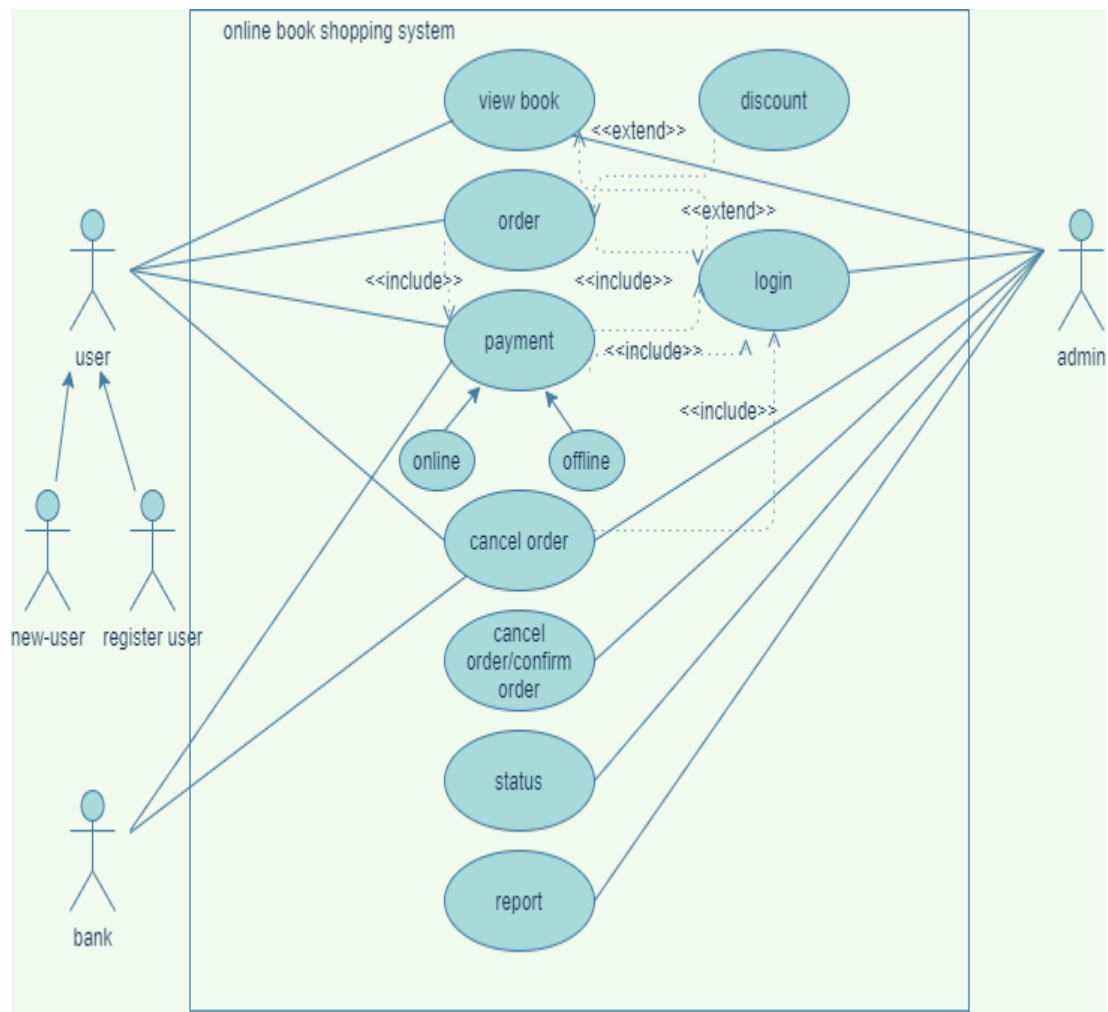 online book shopping system
view book
discount
<<extend>>
order
<<extend>>
<<include>>
<<include>>
login
payment
<<include>>
user
admin
<<include>>
online
offline
cancel order
new-user
register user
cancel
order/confirm
order
status
report
bank